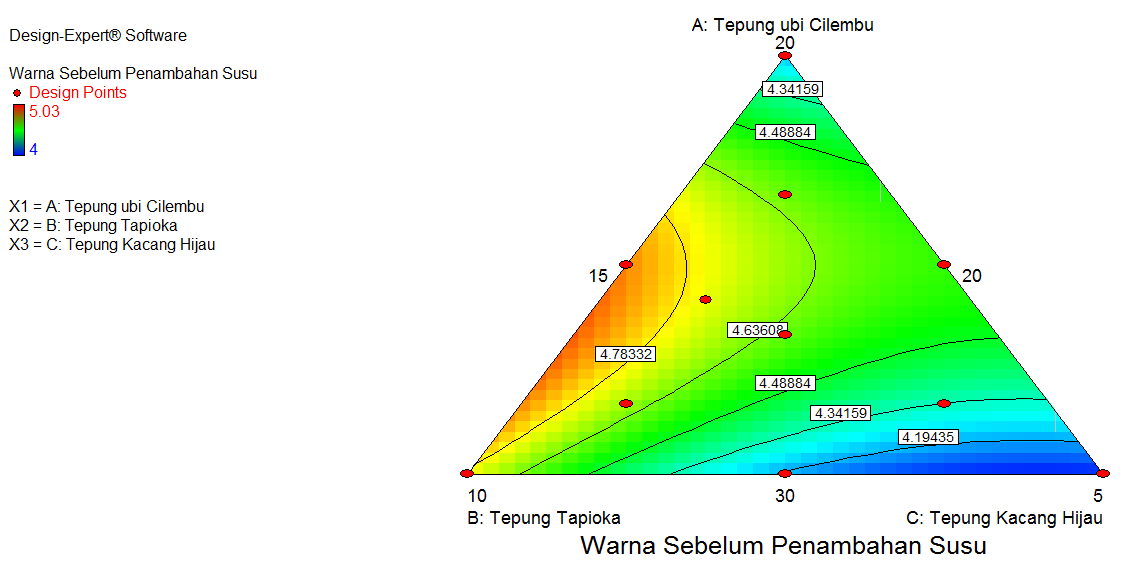 Design-Expert® Software
Warna Sebelum Penambahan Susu
Design Points
5.03
4
X1 = A: Tepung ubi Cilembu
X2 = B: Tepung Tapioka
X3 = C: Tepung Kacang Hijau
A: Tepung ubi Cilembu
20
4.34159
4.48884
15
20
4.63608
4.78332
4.48884
4.34159
4.19435
10
30
5
B: Tepung Tapioka
C: Tepung Kacang Hijau
Warna Sebelum Penambahan Susu